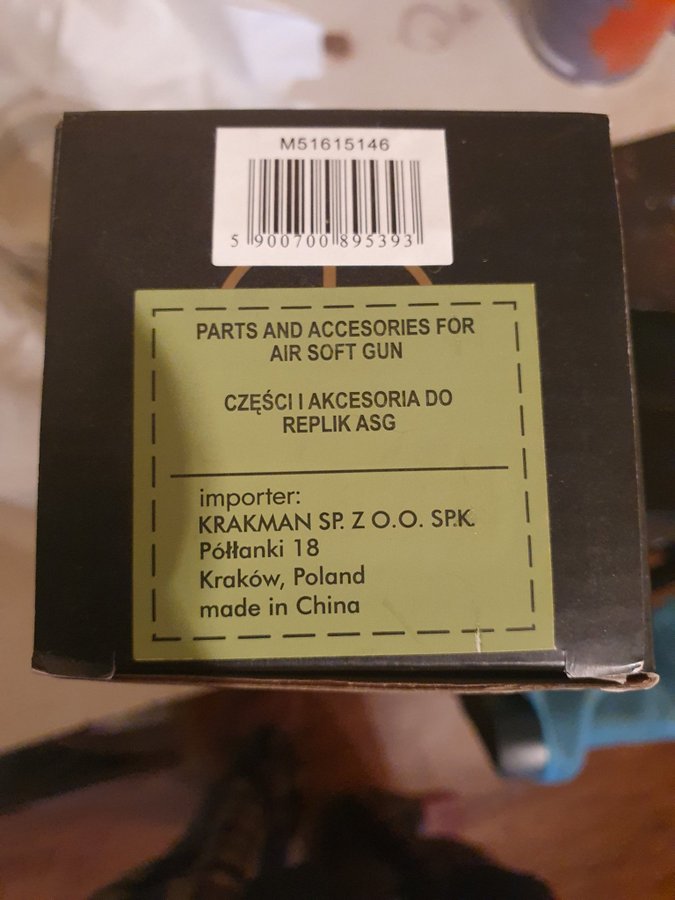 M51615146
5 900700 895393
PARTS AND ACCESORIES FOR
AIR SOFT GUN
CZĘŚCI I AKCESORIA DO
REPLIK ASG
importer:
KRAKMAN SP. Z O.O. SP.K.
Półłanki 18
Kraków, Poland
made in China